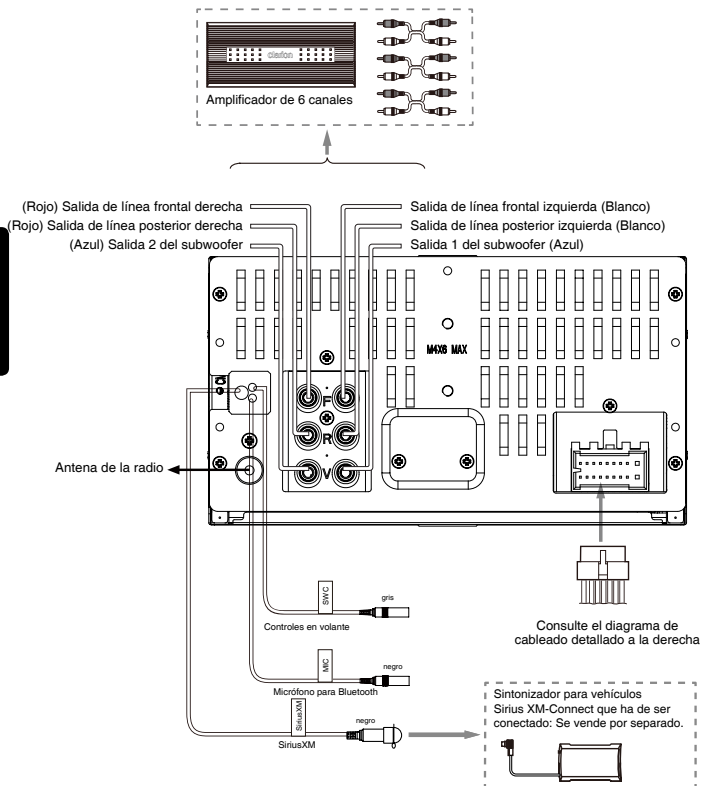 clarion
Amplificador de 6 canales
(Rojo) Salida de línea frontal derecha
Salida de línea frontal izquierda (Blanco)
(Rojo) Salida de línea posterior derecha
Salida de línea posterior izquierda (Blanco)
(Azul) Salida 2 del subwoofer
Salida 1 del subwoofer (Azul)
M4X6 MAX
F
R
V
Antena de la radio
SWC
gris
Controles en volante
Consulte el diagrama de
cableado detallado a la derecha
MIC
negro
Micrófono para Bluetooth
SiriusXM
negro
SiriusXM
Sintonizador para vehículos
Sirius XM-Connect que ha de ser
conectado: Se vende por separado.